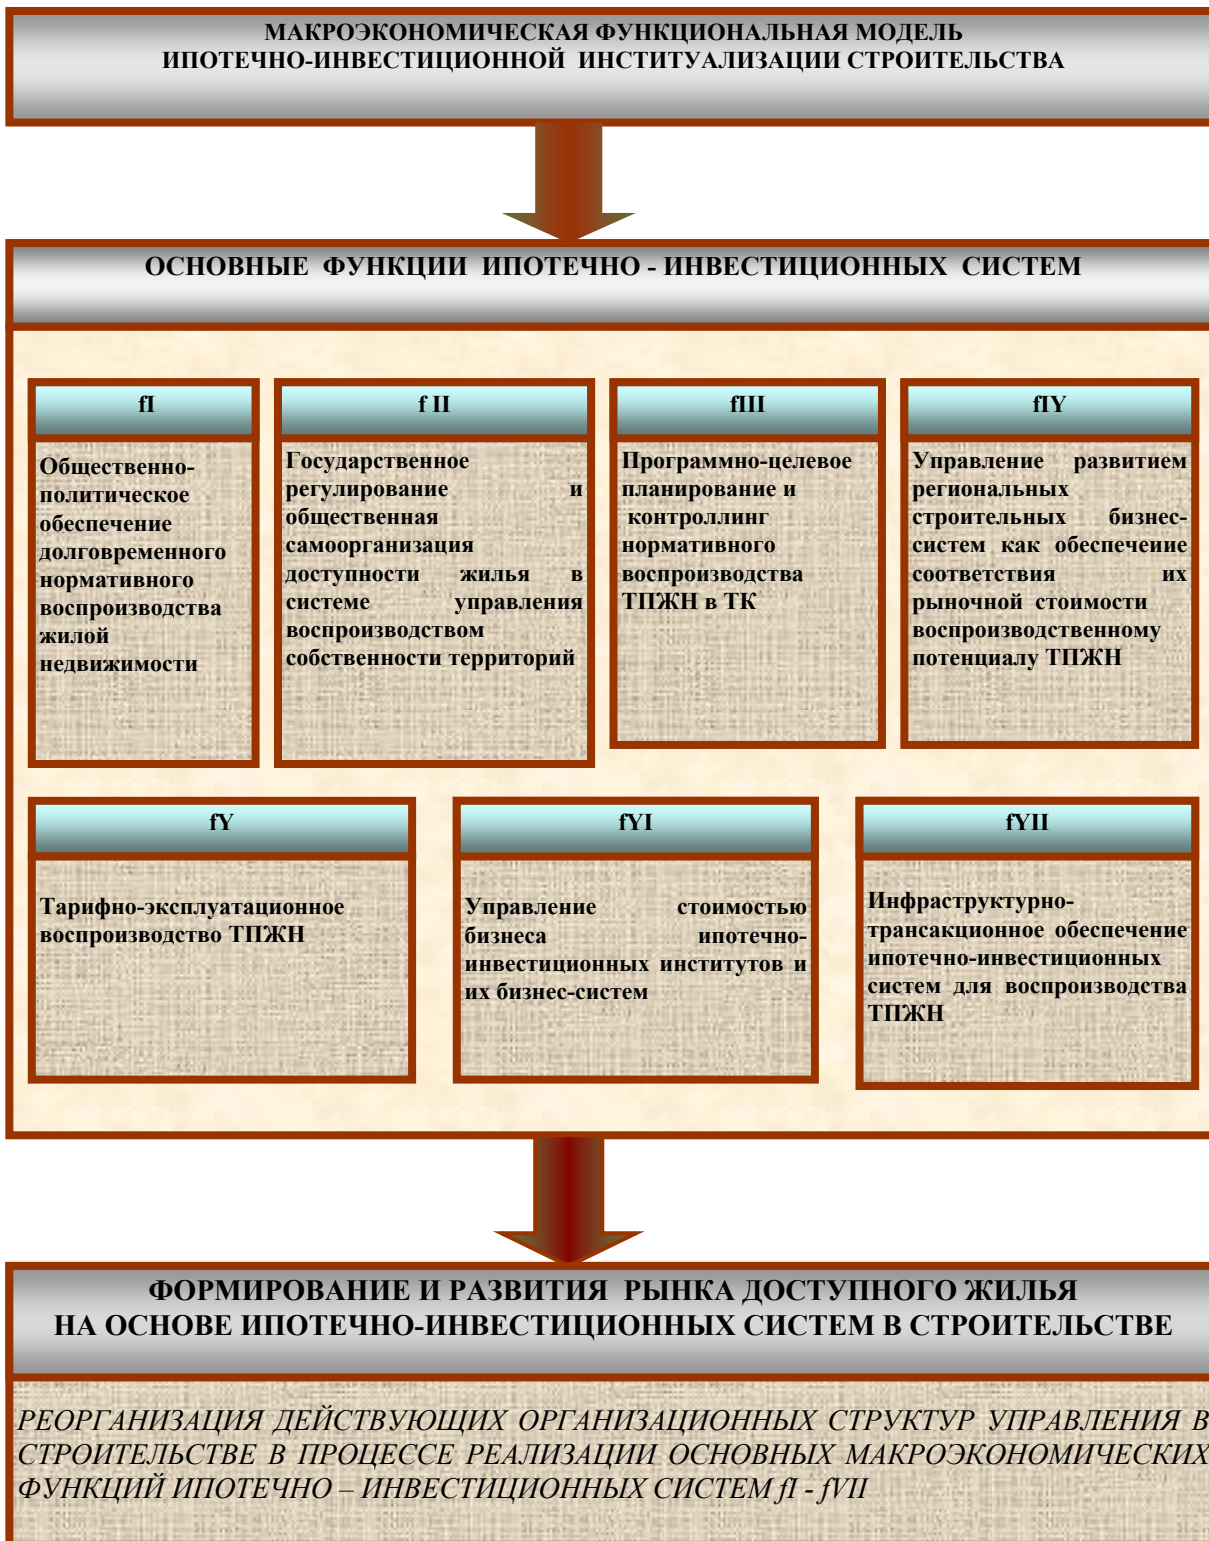 МАКРОЭКОНОМИЧЕСКАЯ ФУНКЦИОНАЛЬНАЯ МОДЕЛЬ
ИПОТЕЧНО-ИНВЕСТИЦИОННОЙ ИНСТИТУАЛИЗАЦИИ СТРОИТЕЛЬСТВА
ОСНОВНЫЕ ФУНКЦИИ ИПОТЕЧНО - ИНВЕСТИЦИОННЫХ СИСТЕМ
fI
Общественно-
политическое
обеспечение
долговременного
нормативного
воспроизводства
жилой
недвижимости
f II
Государственное
регулирование и
общественная
самоорганизация
доступности жилья в
системе управления
воспроизводством
собственности территорий
fIII
Программно-целевое
планирование и
контроллинг
нормативного
воспроизводства
ТПЖН в ТК
fIY
Управление развитием
региональных
строительных бизнес-
систем как обеспечение
соответствия их
рыночной стоимости
воспроизводственному
потенциалу ТПЖН
fY
Тарифно-эксплуатационное
воспроизводство ТПЖН
fYI
Управление стоимостью
бизнеса ипотечно-
инвестиционных институтов и
их бизнес-систем
fYII
Инфраструктурно-
трансакционное обеспечение
ипотечно-инвестиционных
систем для воспроизводства
ТПЖН
ФОРМИРОВАНИЕ И РАЗВИТИЯ РЫНКА ДОСТУПНОГО ЖИЛЬЯ
НА ОСНОВЕ ИПОТЕЧНО-ИНВЕСТИЦИОННЫХ СИСТЕМ В СТРОИТЕЛЬСТВЕ
РЕОРГАНИЗАЦИЯ ДЕЙСТВУЮЩИХ ОРГАНИЗАЦИОННЫХ СТРУКТУР УПРАВЛЕНИЯ В
СТРОИТЕЛЬСТВЕ В ПРОЦЕССЕ РЕАЛИЗАЦИИ ОСНОВНЫХ МАКРОЭКОНОМИЧЕСКИХ
ФУНКЦИЙ ИПОТЕЧНО – ИНВЕСТИЦИОННЫХ СИСТЕМ fI - fVII